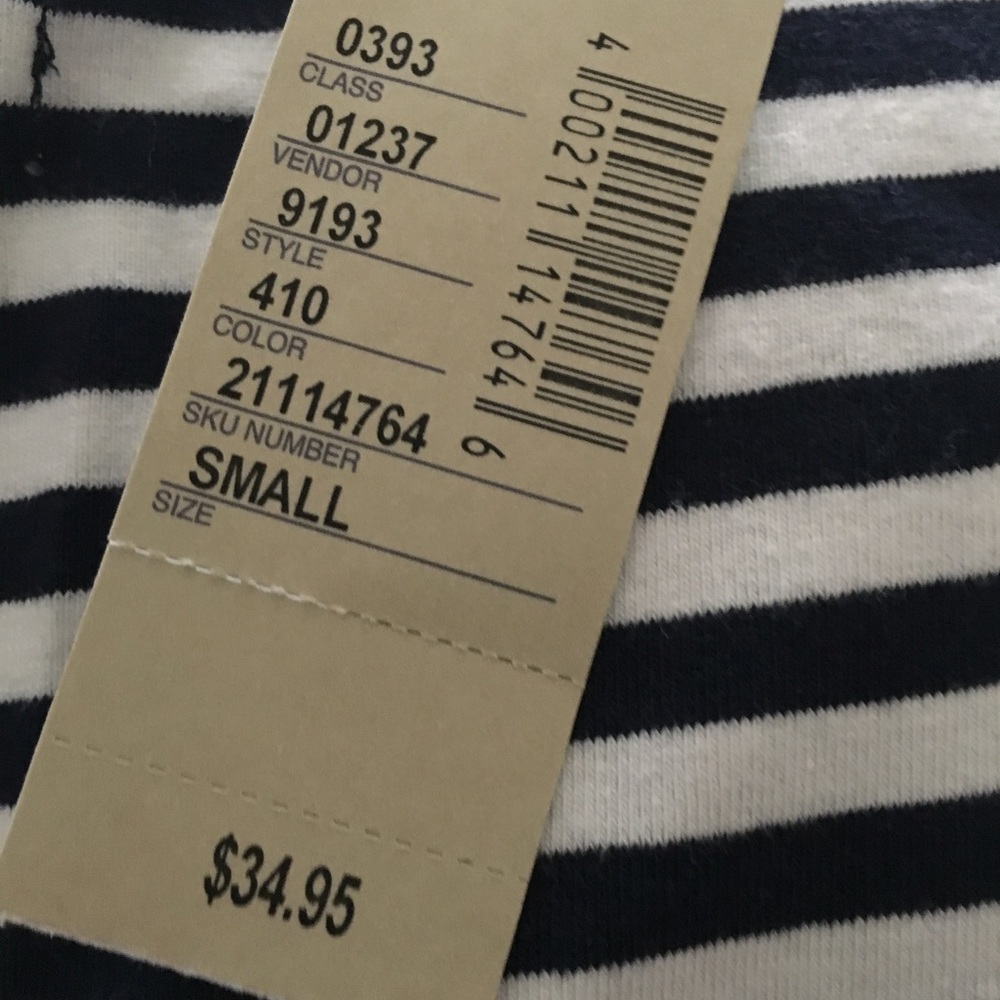 0393
CLASS
01237
VENDOR
9193
STYLE
410
COLOR
21114764
SKU NUMBER
SMALL
SIZE
4 00211 14764 6
$34.95